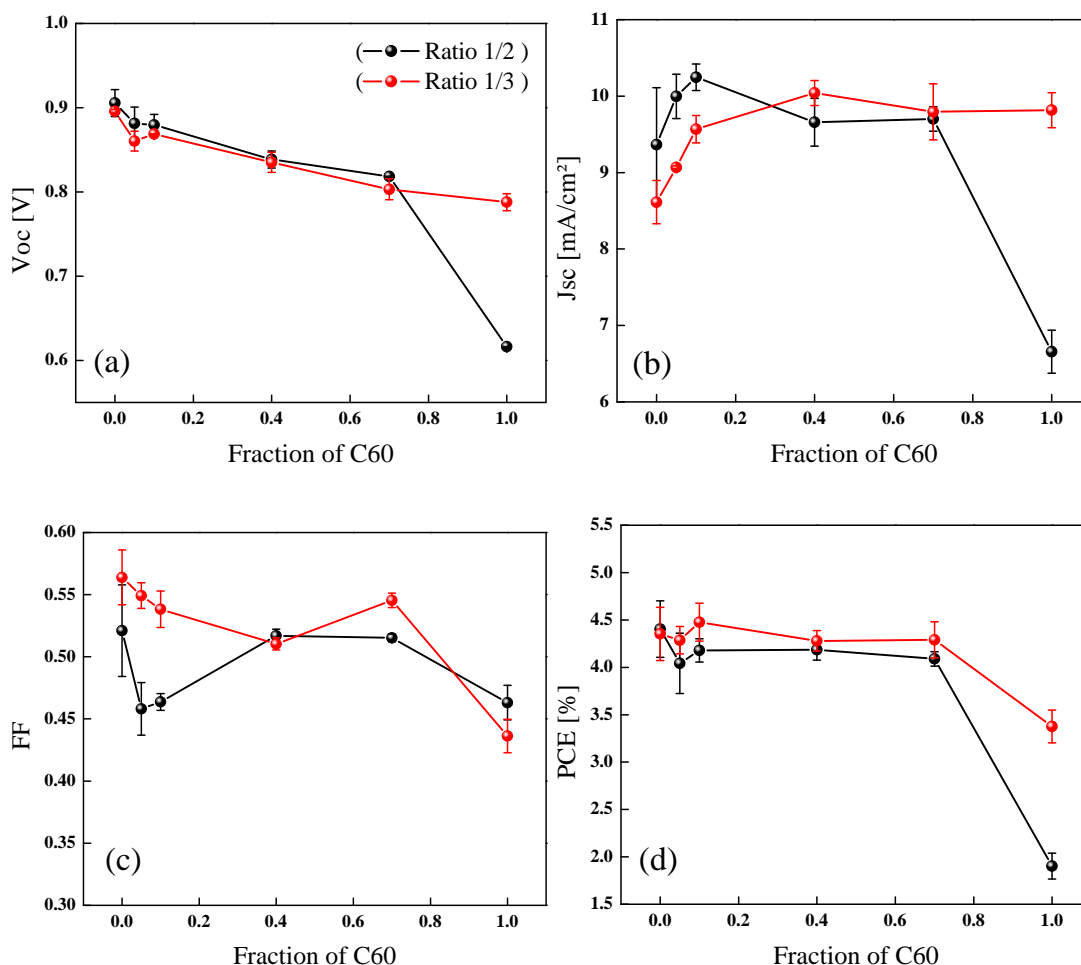 1.0
0.9
0.8
0.7
0.6
Voc [V]
( Ratio 1/2 )
( Ratio 1/3 )
(a)
0.0 0.2 0.4 0.6 0.8 1.0
Fraction of C60
11
10
9
8
7
6
Jsc [mA/cm²]
(b)
0.0 0.2 0.4 0.6 0.8 1.0
Fraction of C60
0.60
0.55
0.50
0.45
0.40
0.35
0.30
FF
(c)
0.0 0.2 0.4 0.6 0.8 1.0
Fraction of C60
5.5
5.0
4.5
4.0
3.5
3.0
2.5
2.0
1.5
PCE [%]
(d)
0.0 0.2 0.4 0.6 0.8 1.0
Fraction of C60